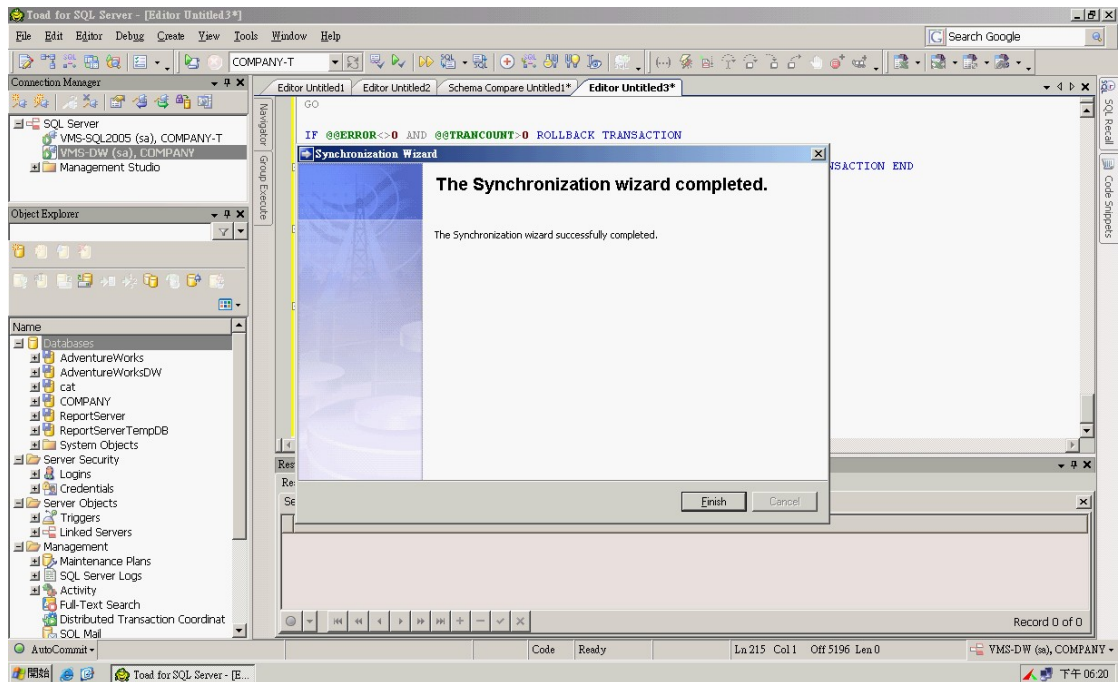 Toad for SQL Server - [Editor Untitled3*]
File Edit Editor Debug Create View Tools Window Help
Search Google
COMPANY-T
Connection Manager
SQL Server
VMS-SQL2005 (sa), COMPANY-T
VMS-DW (sa), COMPANY
Management Studio
Object Explorer
Name
Databases
AdventureWorks
AdventureWorksDW
cat
COMPANY
ReportServer
ReportServerTempDB
System Objects
Server Security
Logins
Credentials
Server Objects
Triggers
Linked Servers
Management
Maintenance Plans
SQL Server Logs
Activity
Full-Text Search
Distributed Transaction Coordinat
SQL Mail
Navigator
Group Execute
Editor Untitled1 Editor Untitled2 Schema Compare Untitled1* Editor Untitled3*
GO
IF @@ERROR<>0 AND @@TRANCOUNT>0 ROLLBACK TRANSACTION
NSACTION END
Synchronization Wizard
The Synchronization wizard completed.
The Synchronization wizard successfully completed.
Finish Cancel
Res
Re
Se
Record 0 of 0
SQL Recall
Code Snippets
AutoCommit Code Ready Ln 215 Col 1 Off 5196 Len 0 VMS-DW (sa), COMPANY
開始 Toad for SQL Server - [E... 下午 06:20